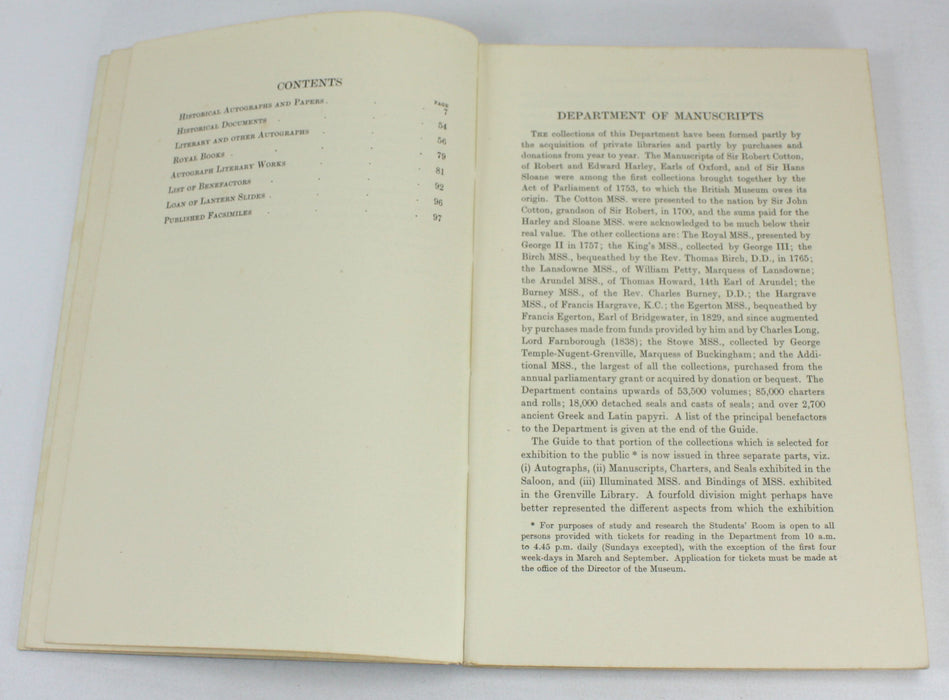 CONTENTS
PAGE
HISTORICAL AUTOGRAPHS AND PAPERS . . . 7
HISTORICAL DOCUMENTS . . . . 54
LITERARY AND OTHER AUTOGRAPHS . . . 56
ROYAL BOOKS . . . . . 79
AUTOGRAPH LITERARY WORKS . . . 81
LIST OF BENEFACTORS . . . . 92
LOAN OF LANTERN SLIDES . . . . 96
PUBLISHED FACSIMILES . . . . 97
DEPARTMENT OF MANUSCRIPTS
THE collections of this Department have been formed partly by
the acquisition of private libraries and partly by purchases and
donations from year to year. The Manuscripts of Sir Robert Cotton,
of Robert and Edward Harley, Earls of Oxford, and of Sir Hans
Sloane were among the first collections brought together by the
Act of Parliament of 1753, to which the British Museum owes its
origin. The Cotton MSS. were presented to the nation by Sir John
Cotton, grandson of Sir Robert, in 1700, and the sums paid for the
Harley and Sloane MSS. were acknowledged to be much below their
real value. The other collections are: The Royal MSS., presented by
George II in 1757; the King's MSS., collected by George III; the
Birch MSS., bequeathed by the Rev. Thomas Birch, D.D., in 1765;
the Lansdowne MSS., of William Petty, Marquess of Lansdowne;
the Arundel MSS., of Thomas Howard, 14th Earl of Arundel; the
Burney MSS., of the Rev. Charles Burney, D.D.; the Hargrave
MSS., of Francis Hargrave, K.C.; the Egerton MSS., bequeathed by
Francis Egerton, Earl of Bridgewater, in 1829, and since augmented
by purchases made from funds provided by him and by Charles Long,
Lord Farnborough (1838); the Stowe MSS., collected by George
Temple-Nugent-Grenville, Marquess of Buckingham; and the Addi-
tional MSS., the largest of all the collections, purchased from the
annual parliamentary grant or acquired by donation or bequest. The
Department contains upwards of 53,500 volumes; 85,000 charters
and rolls; 18,000 detached seals and casts of seals; and over 2,700
ancient Greek and Latin papyri. A list of the principal benefactors
to the Department is given at the end of the Guide.
The Guide to that portion of the collections which is selected for
exhibition to the public * is now issued in three separate parts, viz.
(i) Autographs, (ii) Manuscripts, Charters, and Seals exhibited in the
Saloon, and (iii) Illuminated MSS. and Bindings of MSS. exhibited
in the Grenville Library. A fourfold division might perhaps have
better represented the different aspects from which the exhibition
* For purposes of study and research the Students' Room is open to all
persons provided with tickets for reading in the Department from 10 a.m.
to 4.45 p.m. daily (Sundays excepted), with the exception of the first four
week-days in March and September. Application for tickets must be made at
the office of the Director of the Museum.